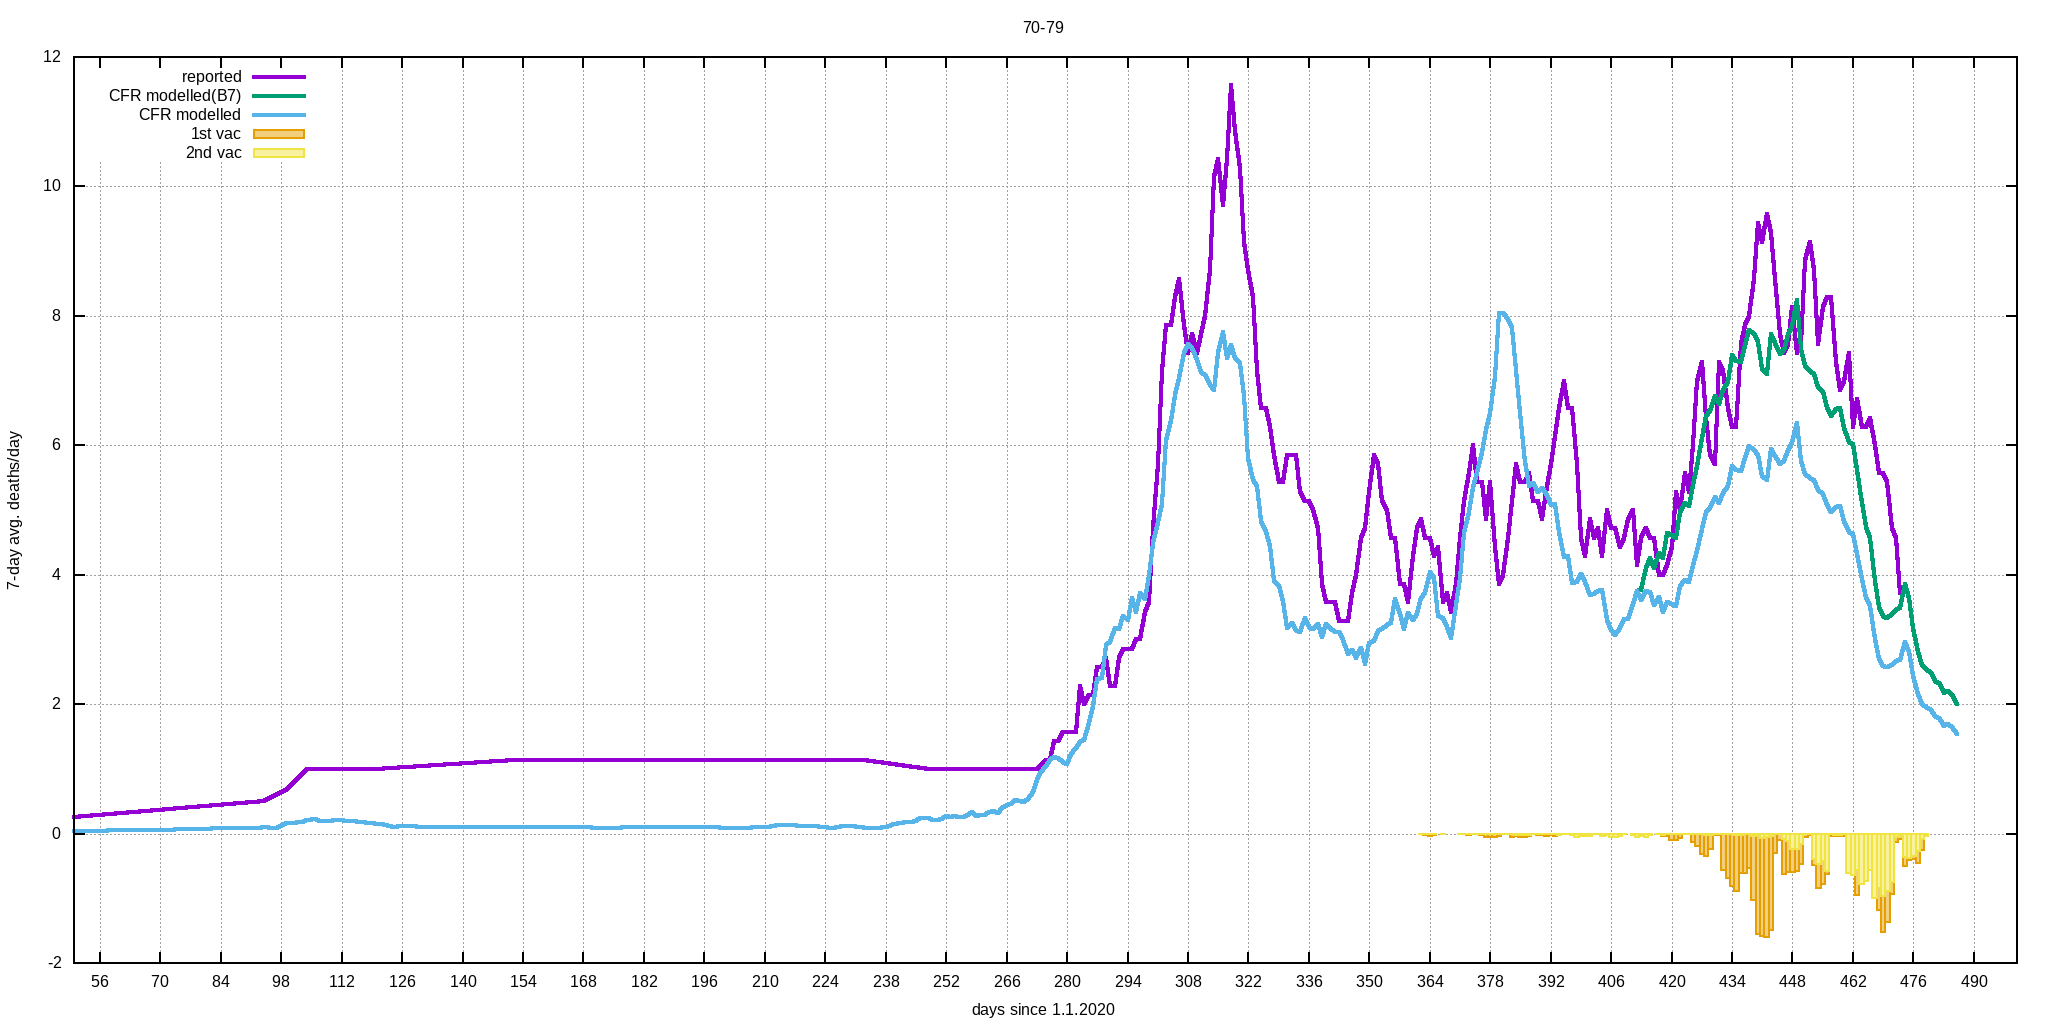 70-79
12
10
8
6
4
2
0
-2
reported
CFR modelled(B7)
CFR modelled
1st vac
2nd vac
7-day avg. deaths/day
56 70 84 98 112 126 140 154 168 182 196 210 224 238 252 266 280 294 308 322 336 350 364 378 392 406 420 434 448 462 476 490
days since 1.1.2020